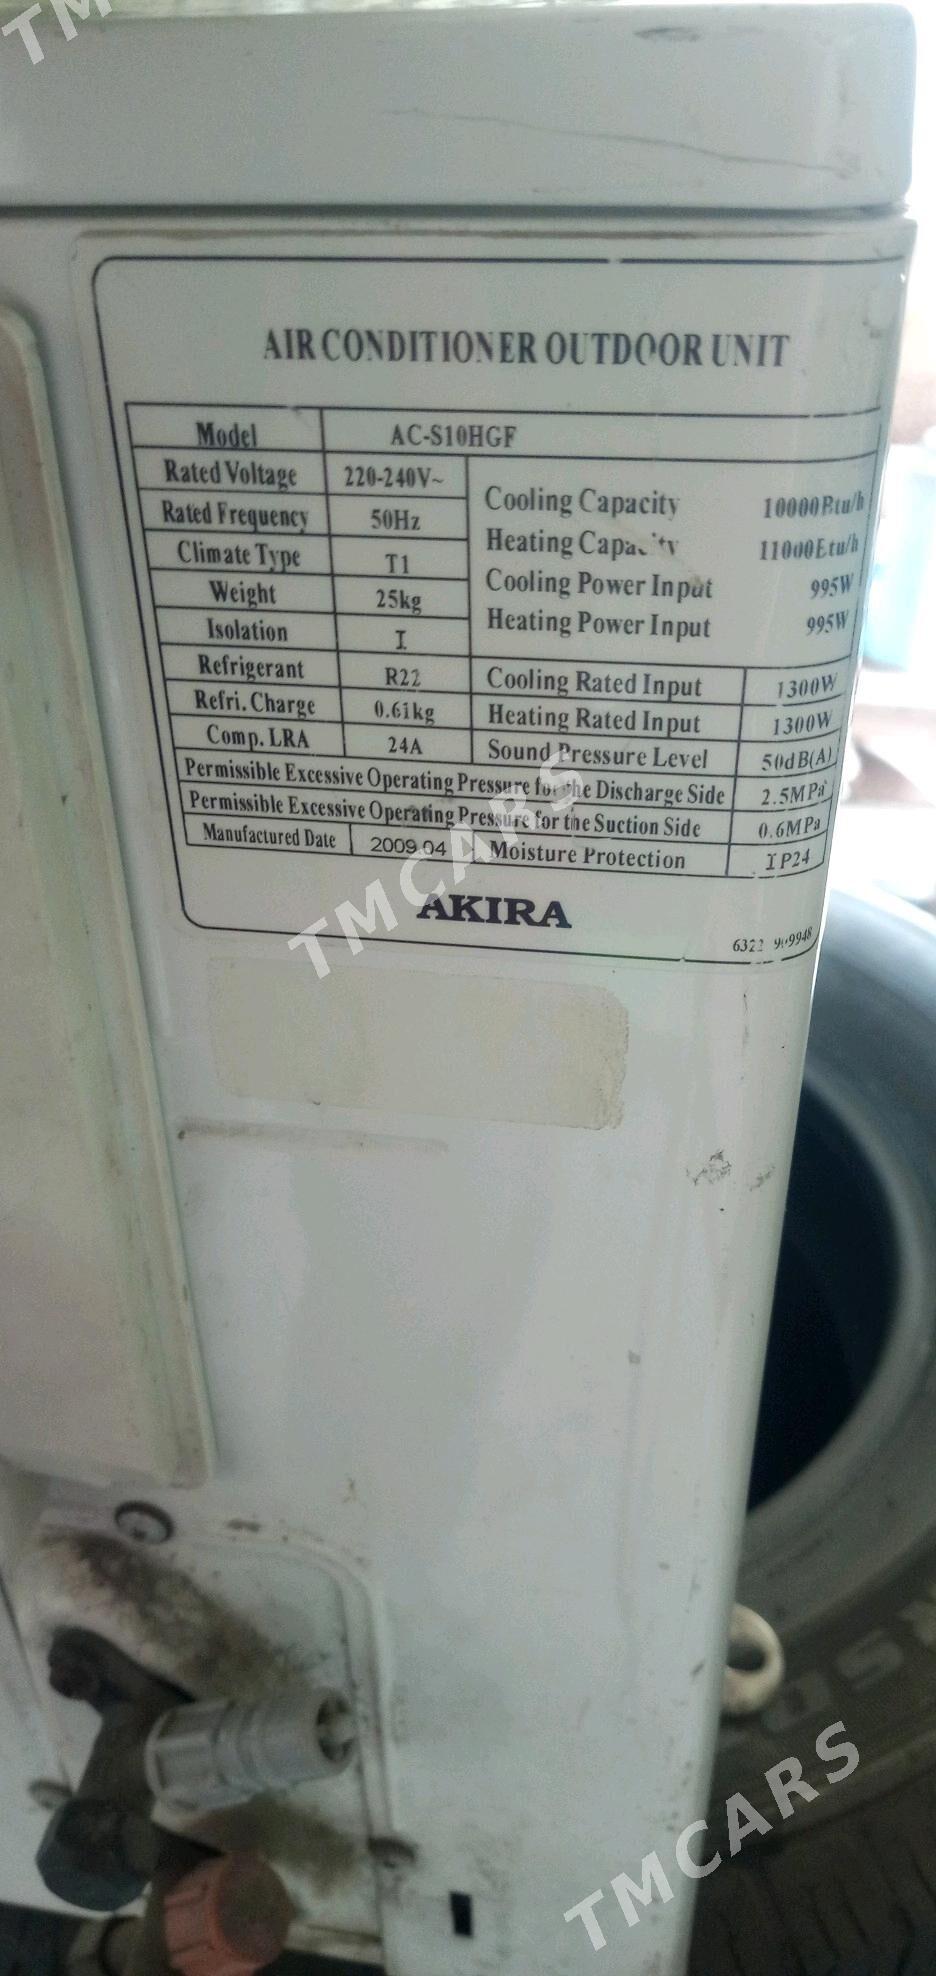 TM
AIR CONDITIONER OUTDOOR UNIT
Model AC-S10HGF
Rated Voltage 220-240V~
Rated Frequency 50Hz
Climate Type T1
Weight 25kg
Isolation I
Refrigerant R22
Refri. Charge 0.61kg
Comp. LRA 24A
Cooling Capacity 10000Btu/h
Heating Capacity 11000Btu/h
Cooling Power Input 995W
Heating Power Input 995W
Cooling Rated Input 1300W
Heating Rated Input 1300W
Sound Pressure Level 50dB(A)
Permissible Excessive Operating Pressure for the Discharge Side 2.5MPa
Permissible Excessive Operating Pressure for the Suction Side 0.6MPa
Manufactured Date 2009.04 Moisture Protection IP24
AKIRA
TMCARS
TMCARS